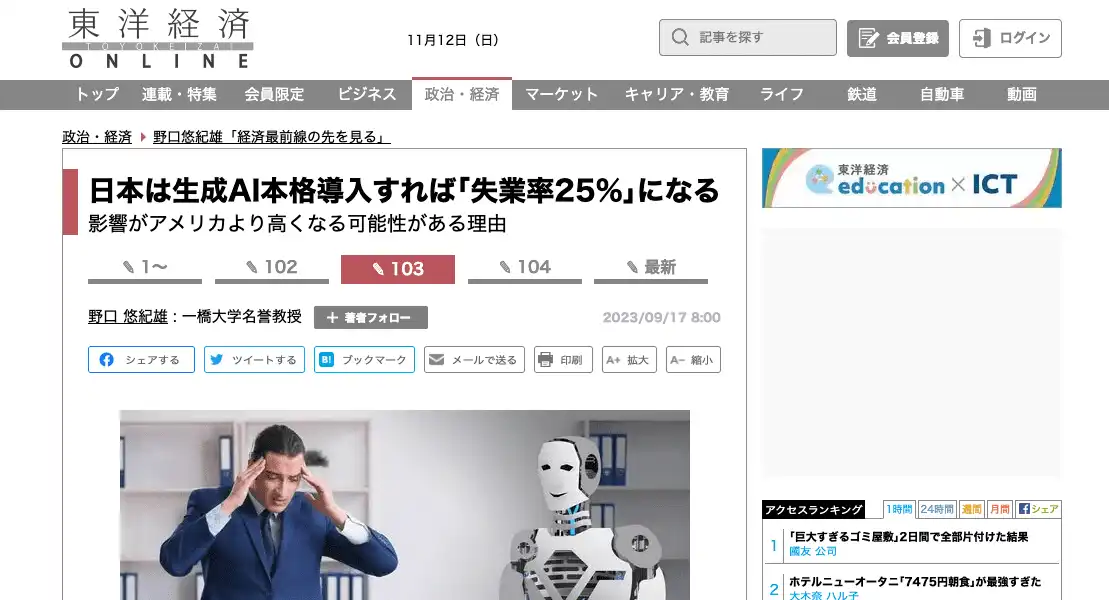 東洋経済
TOYOKEIZAI
ONLINE
11月12日（日）
記事を探す
会員登録
ログイン
トップ
連載・特集
会員限定
ビジネス
政治・経済
マーケット
キャリア・教育
ライフ
鉄道
自動車
動画
政治・経済
野口悠紀雄「経済最前線の先を見る」
日本は生成AI本格導入すれば｢失業率25%｣になる
影響がアメリカより高くなる可能性がある理由
1〜
102
103
104
最新
野口 悠紀雄 : 一橋大学名誉教授
＋ 著者フォロー
2023/09/17 8:00
シェアする
ツイートする
B! ブックマーク
メールで送る
印刷
A+ 拡大
A− 縮小
東洋経済
education × ICT
アクセスランキング
1時間
24時間
週間
月間
シェア
1
｢巨大すぎるゴミ屋敷｣2日間で全部片付けた結果
國友 公司
2
ホテルニューオータニ｢7475円朝食｣が最強すぎた
大木奈 ハル子